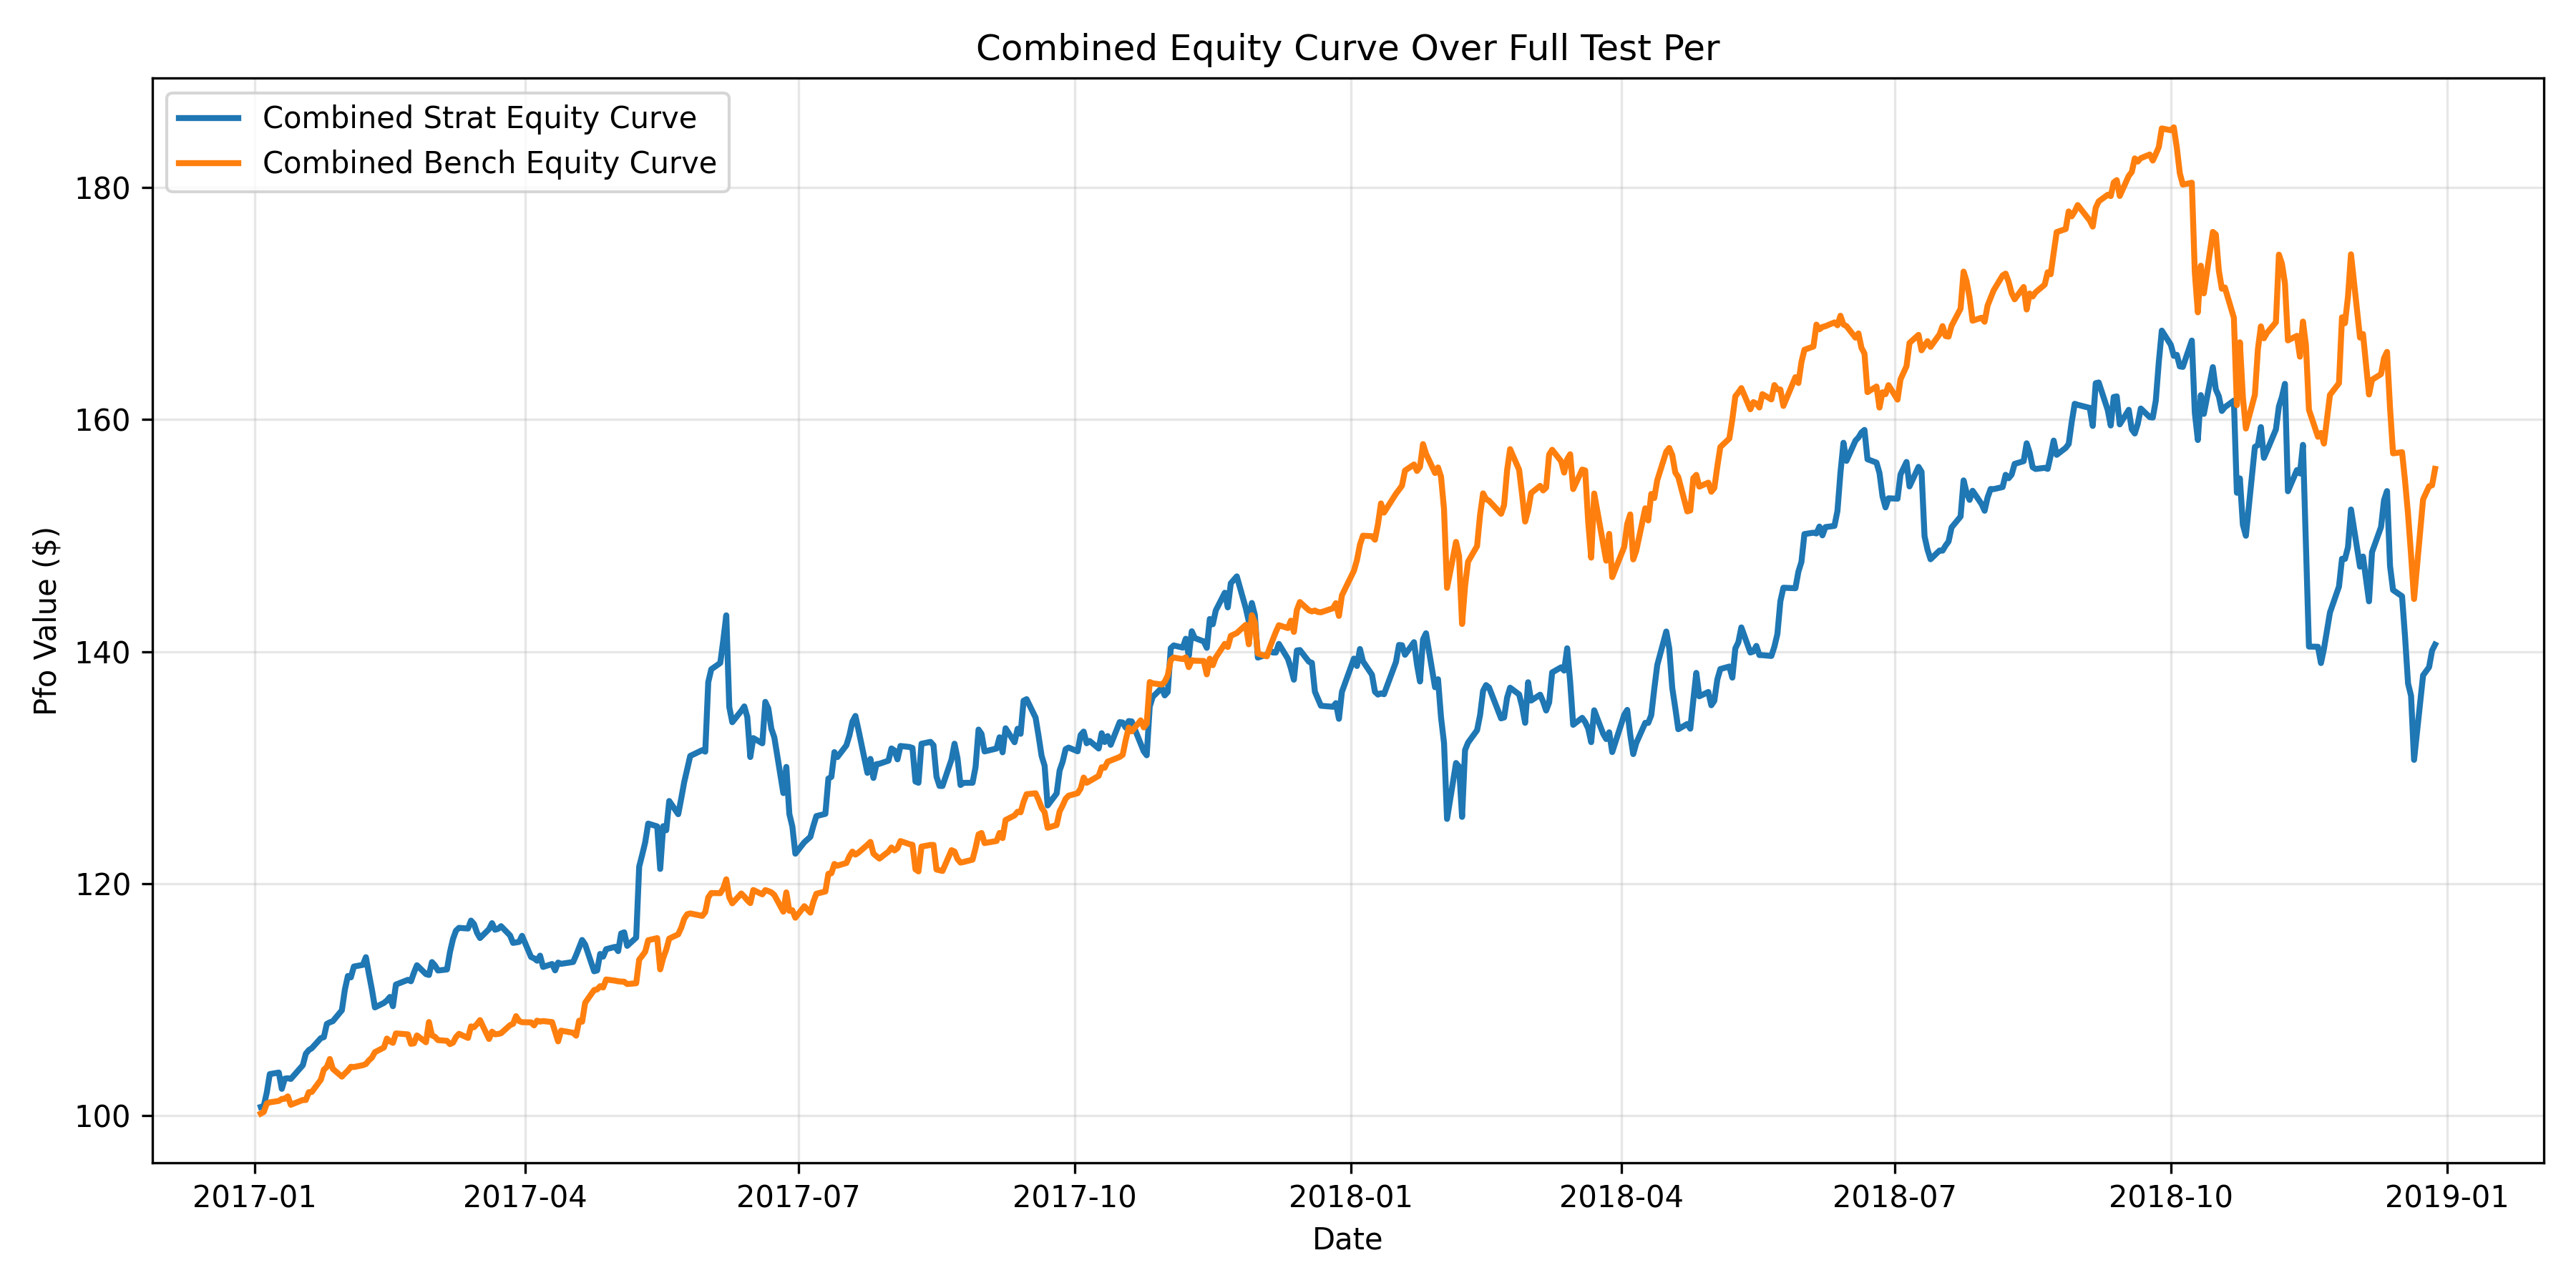 Combined Equity Curve Over Full Test Per
Combined Strat Equity Curve
Combined Bench Equity Curve
180
160
140
120
100
Pfo Value ($)
2017-01 2017-04 2017-07 2017-10 2018-01 2018-04 2018-07 2018-10 2019-01
Date